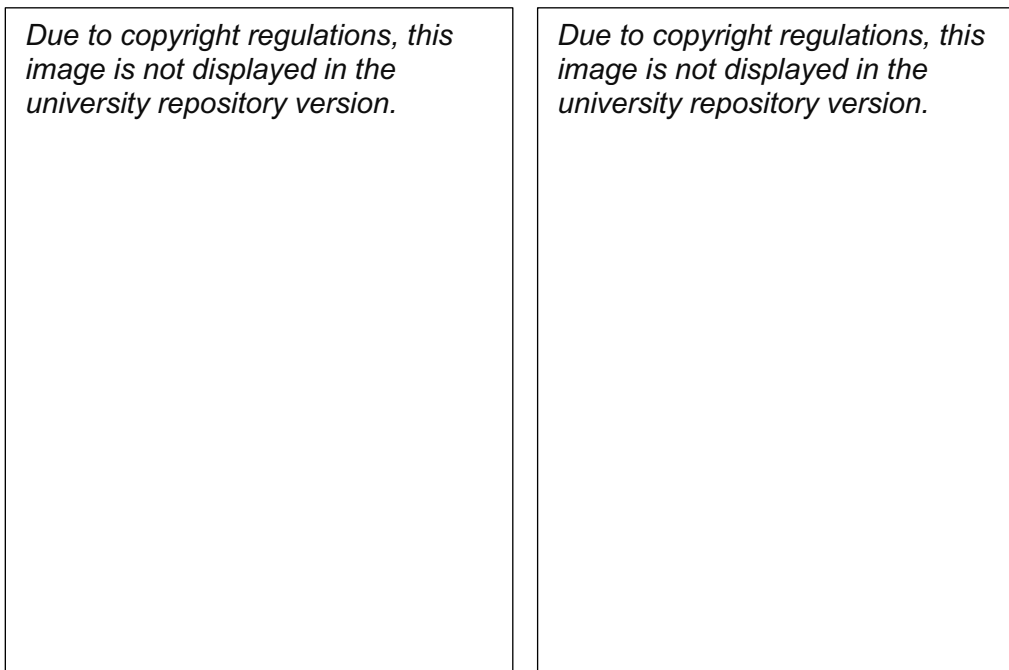 Due to copyright regulations, this
image is not displayed in the
university repository version.
Due to copyright regulations, this
image is not displayed in the
university repository version.